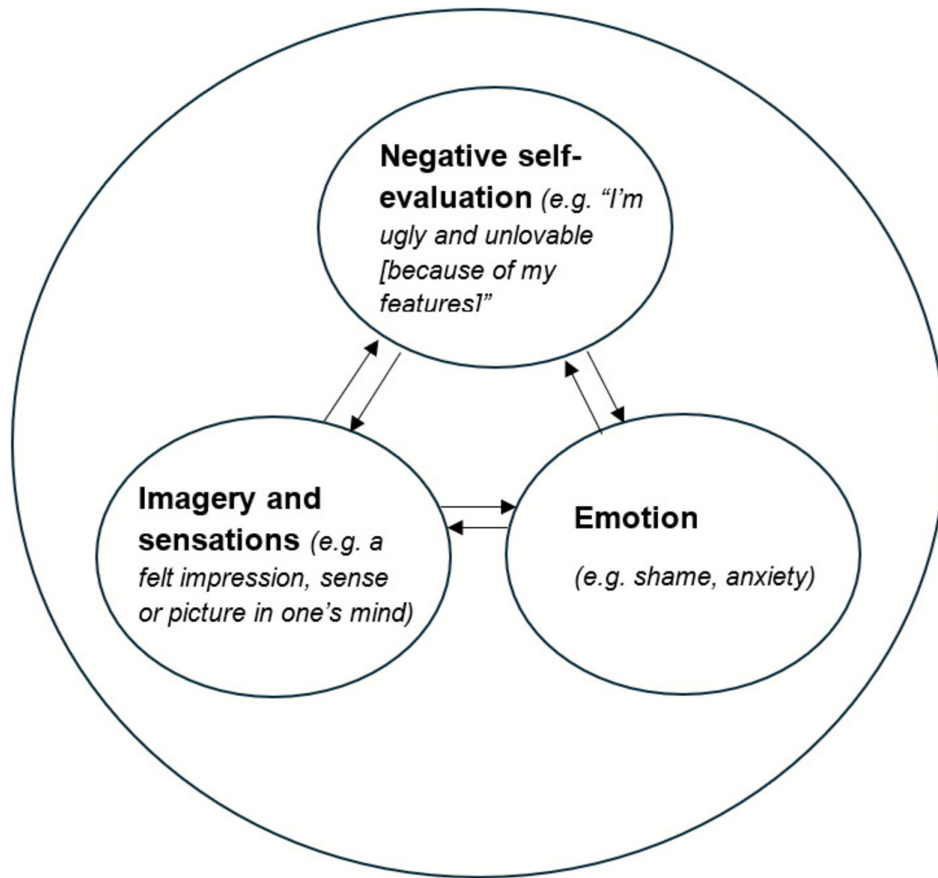 Negative self-
evaluation (e.g. “I’m
ugly and unlovable
[because of my
features]”
Imagery and
sensations (e.g. a
felt impression, sense
or picture in one’s mind)
Emotion
(e.g. shame, anxiety)